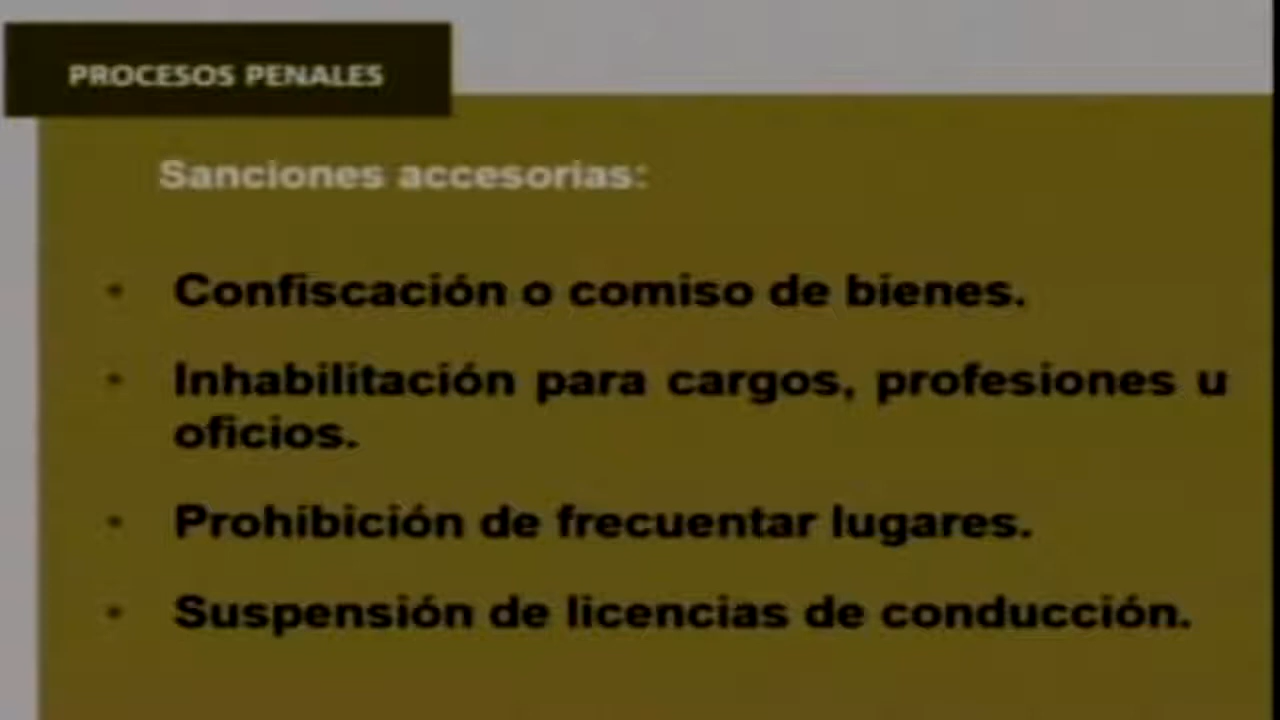 PROCESOS PENALES
Sanciones accesorias:
• Confiscación o comiso de bienes.
• Inhabilitación para cargos, profesiones u
oficios.
• Prohibición de frecuentar lugares.
• Suspensión de licencias de conducción.